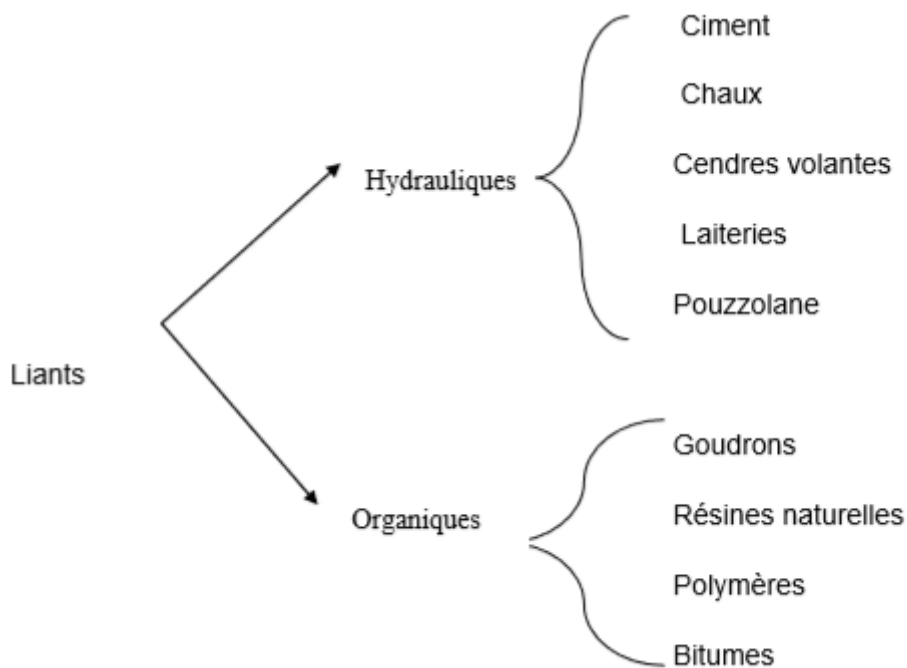 Liants
Hydrauliques
Ciment
Chaux
Cendres volantes
Laiteries
Pouzzolane
Organiques
Goudrons
Résines naturelles
Polymères
Bitumes